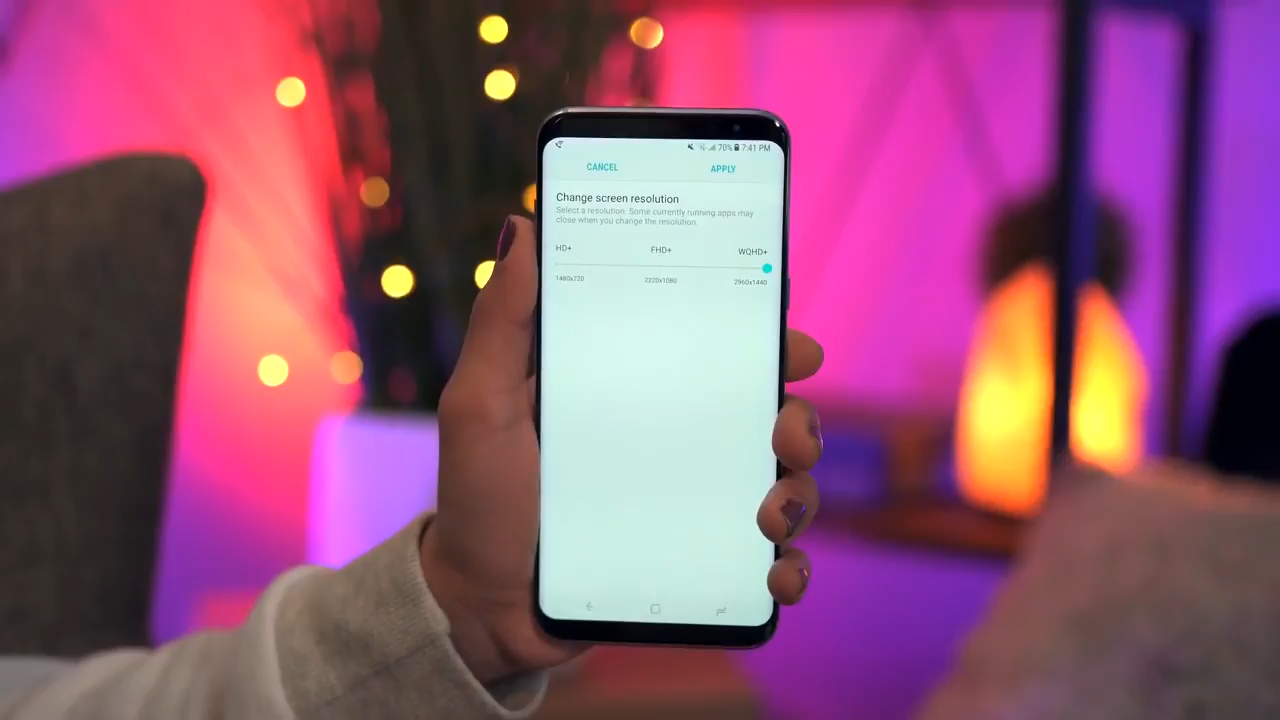 70% 7:41 PM
CANCEL APPLY
Change screen resolution
Select a resolution. Some currently running apps may
close when you change the resolution.
HD+ FHD+ WQHD+
1480x720 2220x1080 2960x1440